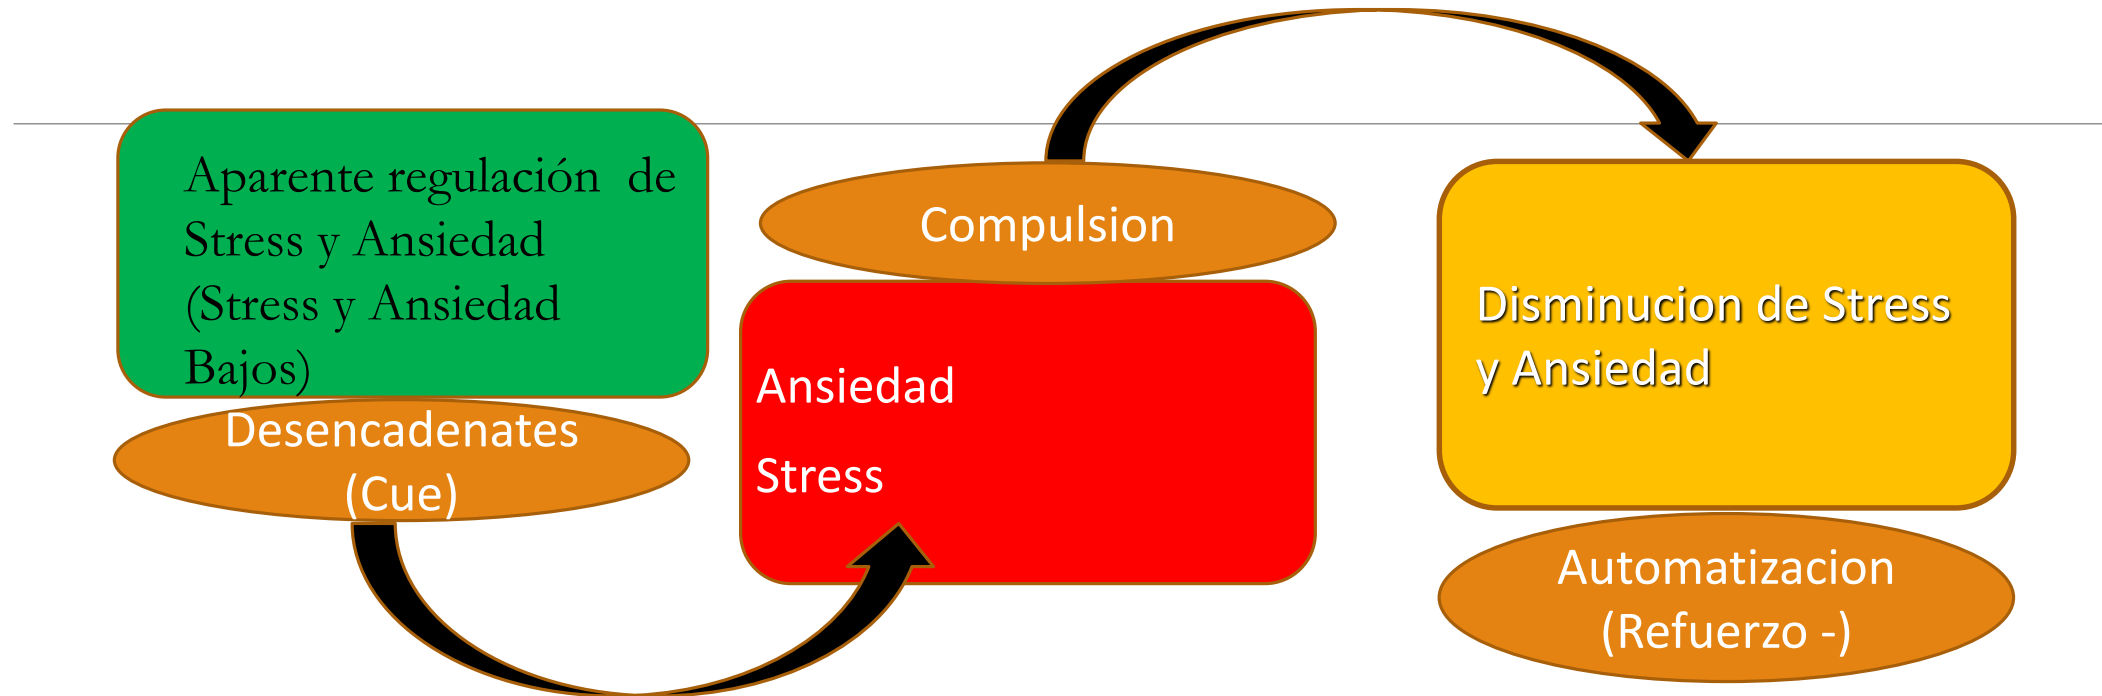 Aparente regulación de
Stress y Ansiedad
(Stress y Ansiedad
Bajos)
Desencadenates
(Cue)
Compulsion
Ansiedad
Stress
Disminucion de Stress
y Ansiedad
Automatizacion
(Refuerzo -)